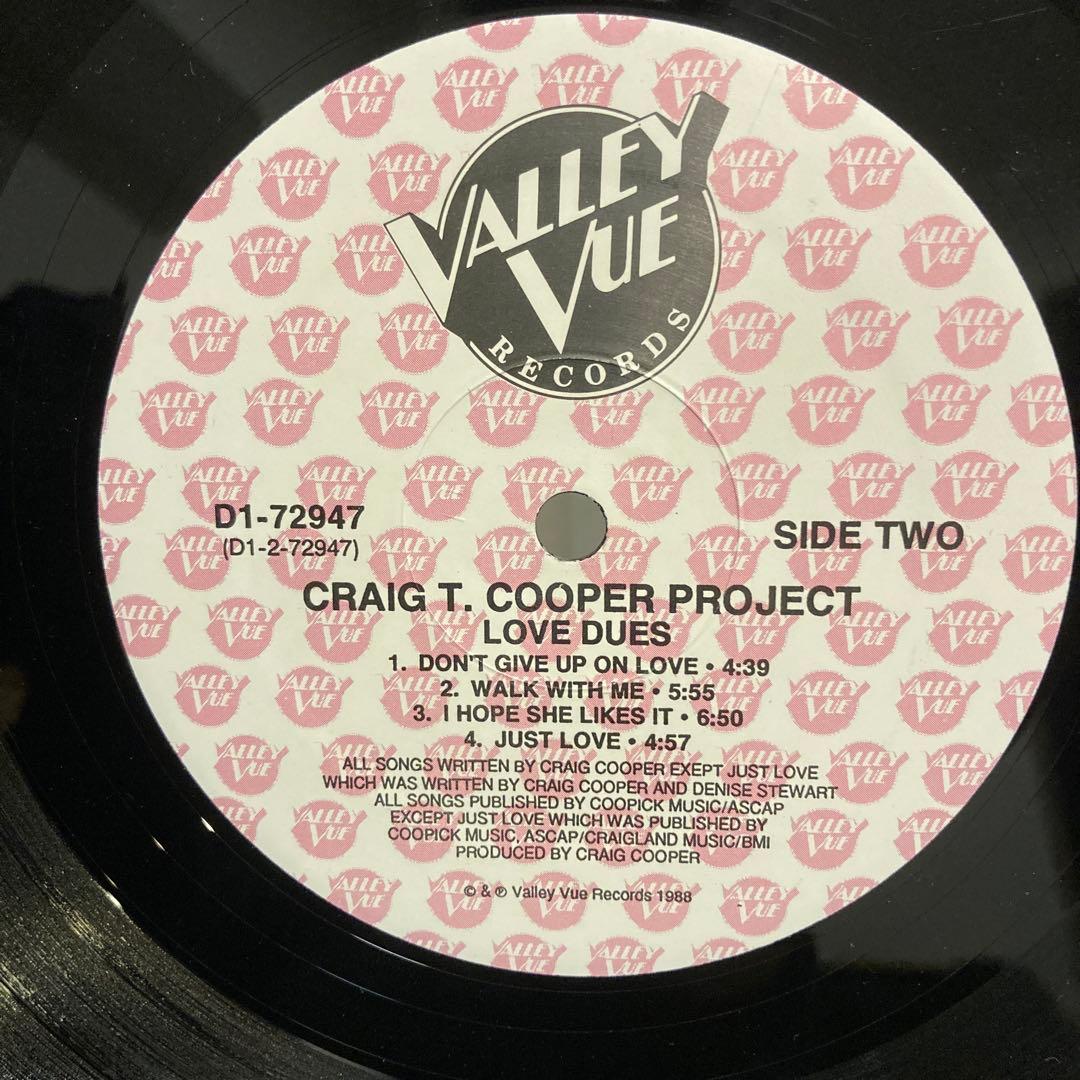 VALLEY
VUE
RECORDS
D1-72947
(D1-2-72947)
SIDE TWO
CRAIG T. COOPER PROJECT
LOVE DUES
1. DON'T GIVE UP ON LOVE • 4:39
2. WALK WITH ME • 5:55
3. I HOPE SHE LIKES IT • 6:50
4. JUST LOVE • 4:57
ALL SONGS WRITTEN BY CRAIG COOPER EXEPT JUST LOVE
WHICH WAS WRITTEN BY CRAIG COOPER AND DENISE STEWART
ALL SONGS PUBLISHED BY COOPICK MUSIC/ASCAP
EXCEPT JUST LOVE WHICH WAS PUBLISHED BY
COOPICK MUSIC, ASCAP/CRAIGLAND MUSIC/BMI
PRODUCED BY CRAIG COOPER
© & ℗ Valley Vue Records 1988